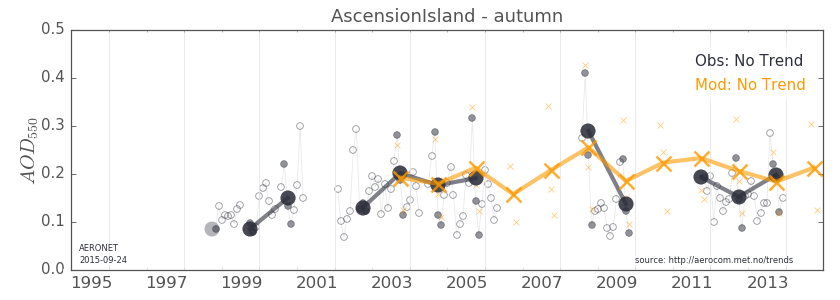 AscensionIsland - autumn
0.5
0.4
0.3
0.2
0.1
0.0
AOD550
Obs: No Trend
Mod: No Trend
AERONET
2015-09-24
source: http://aerocom.met.no/trends
1995 1997 1999 2001 2003 2005 2007 2009 2011 2013